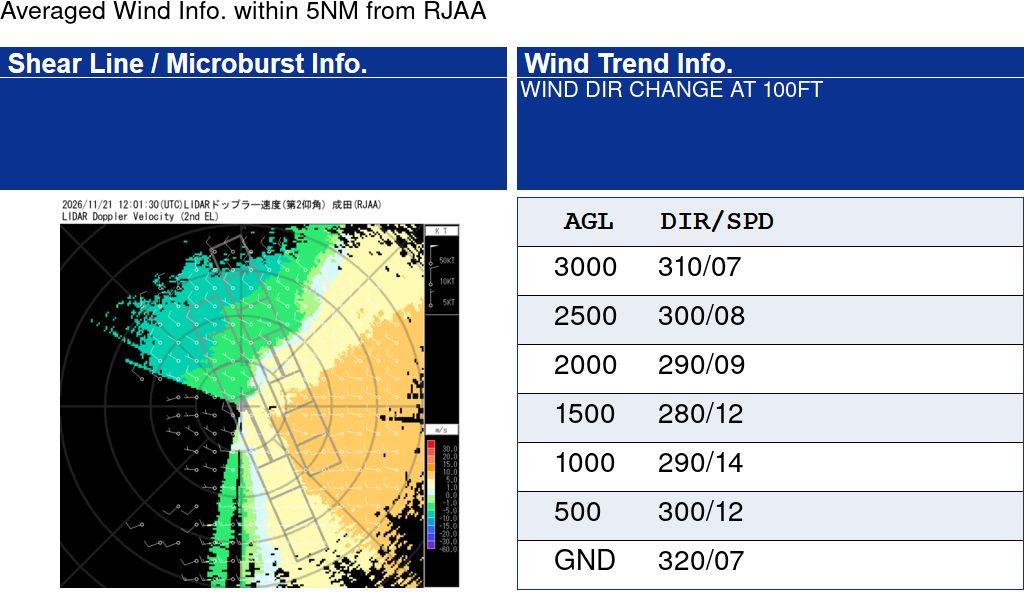 Averaged Wind Info. within 5NM from RJAA
Shear Line / Microburst Info.
Wind Trend Info.
WIND DIR CHANGE AT 100FT
2026/11/21 12:01:30(UTC)LIDARドップラー速度(第2仰角) 成田(RJAA)
LIDAR Doppler Velocity (2nd EL)
K T
50KT
10KT
5KT
m/s
30.0
20.0
15.0
10.0
5.0
1.0
0.0
-1.0
-5.0
-10.0
-15.0
-20.0
-30.0
-60.0
AGL DIR/SPD
3000 310/07
2500 300/08
2000 290/09
1500 280/12
1000 290/14
500 300/12
GND 320/07